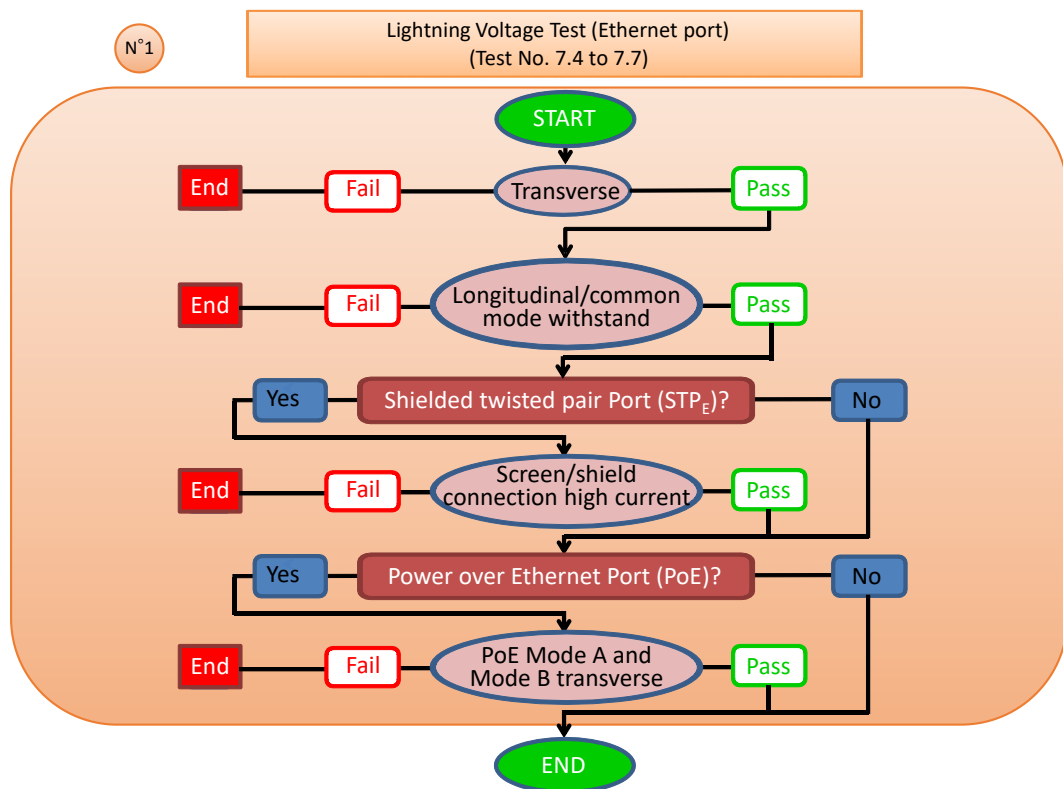 N°1
Lightning Voltage Test (Ethernet port)
(Test No. 7.4 to 7.7)
START
End
Fail
Transverse
Pass
End
Fail
Longitudinal/common
mode withstand
Pass
Yes
Shielded twisted pair Port (STPE)?
No
End
Fail
Screen/shield
connection high current
Pass
Yes
Power over Ethernet Port (PoE)?
No
End
Fail
PoE Mode A and
Mode B transverse
Pass
END